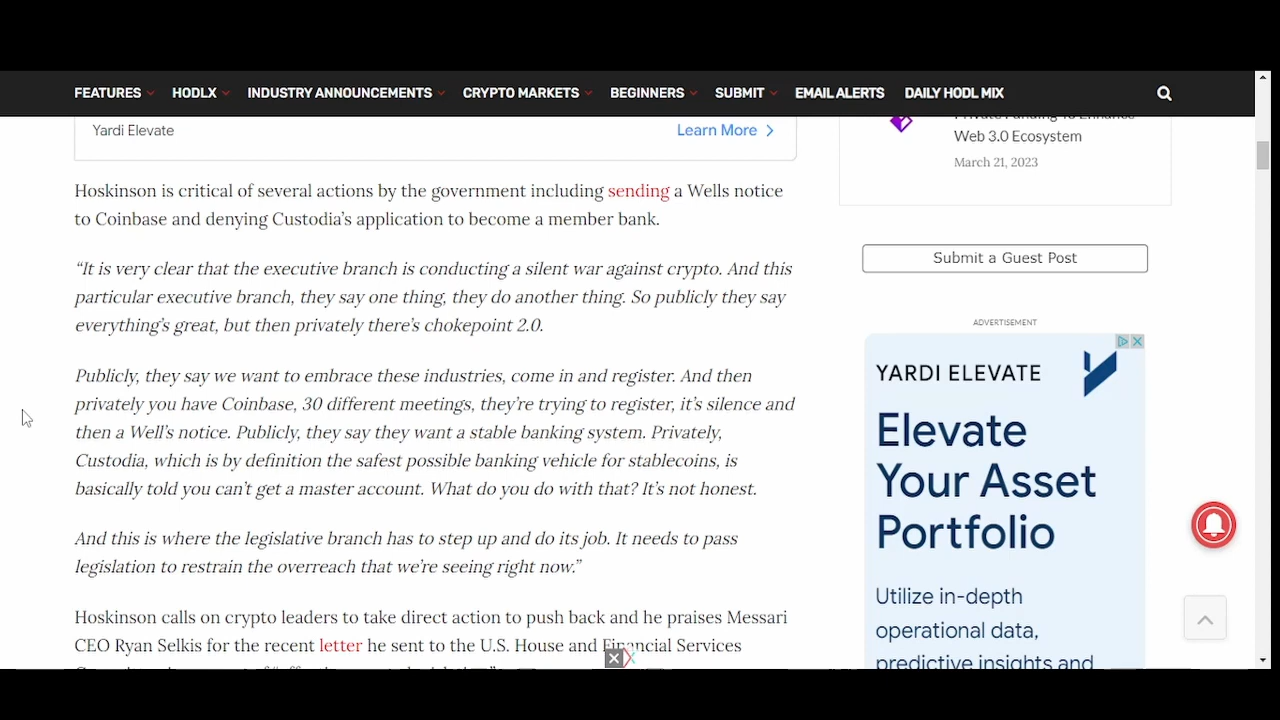 FEATURES HODLX INDUSTRY ANNOUNCEMENTS CRYPTO MARKETS BEGINNERS SUBMIT EMAIL ALERTS DAILY HODL MIX
Yardi Elevate
Learn More
Hoskinson is critical of several actions by the government including sending a Wells notice
to Coinbase and denying Custodia's application to become a member bank.
“It is very clear that the executive branch is conducting a silent war against crypto. And this
particular executive branch, they say one thing, they do another thing. So publicly they say
everything's great, but then privately there's chokepoint 2.0.
Publicly, they say we want to embrace these industries, come in and register. And then
privately you have Coinbase, 30 different meetings, they're trying to register, it's silence and
then a Well's notice. Publicly, they say they want a stable banking system. Privately,
Custodia, which is by definition the safest possible banking vehicle for stablecoins, is
basically told you can't get a master account. What do you do with that? It's not honest.
And this is where the legislative branch has to step up and do its job. It needs to pass
legislation to restrain the overreach that we're seeing right now.”
Hoskinson calls on crypto leaders to take direct action to push back and he praises Messari
CEO Ryan Selkis for the recent letter he sent to the U.S. House and Financial Services
Private Funding To Enhance
Web 3.0 Ecosystem
March 21, 2023
Submit a Guest Post
ADVERTISEMENT
YARDI ELEVATE
Elevate
Your Asset
Portfolio
Utilize in-depth
operational data,
predictive insights and